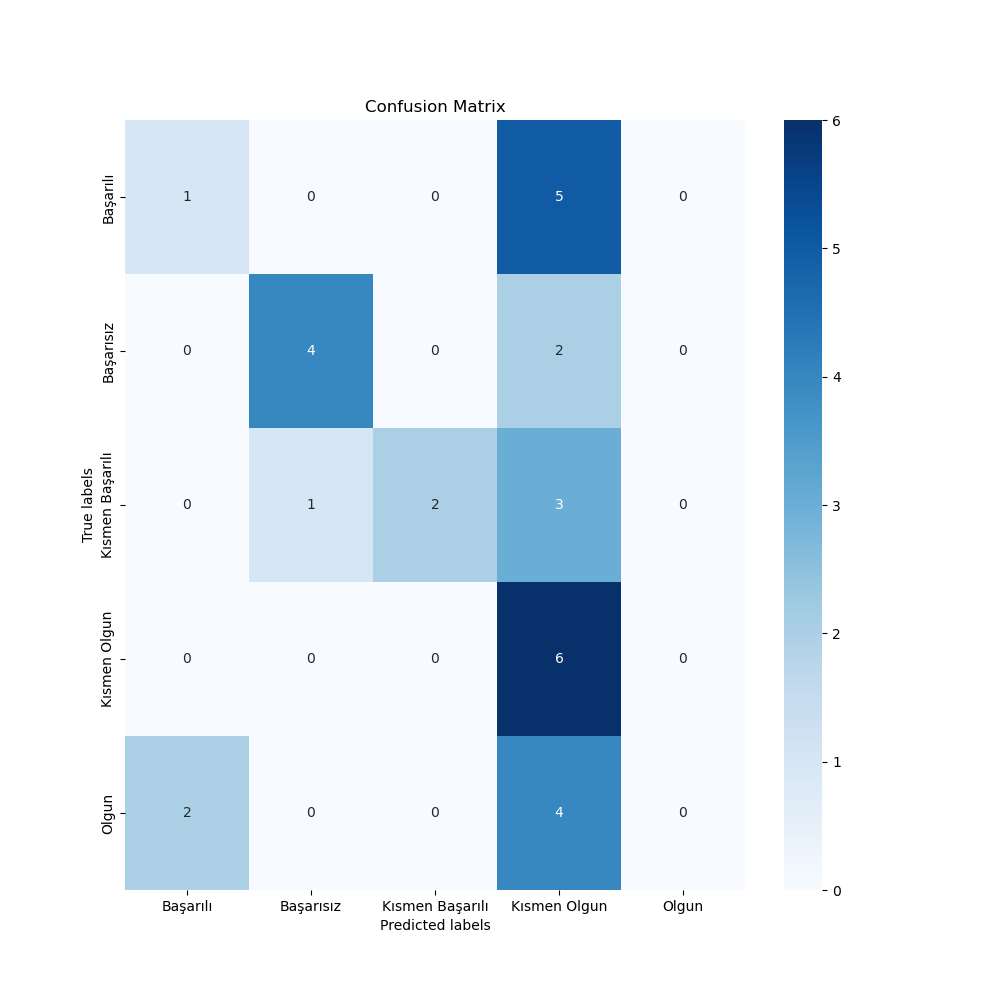 Confusion Matrix
True labels
Başarılı
1 0 0 5 0
Başarısız
0 4 0 2 0
Kısmen Başarılı
0 1 2 3 0
Kısmen Olgun
0 0 0 6 0
Olgun
2 0 0 4 0
Başarılı Başarısız Kısmen Başarılı Kısmen Olgun Olgun
Predicted labels
6
5
4
3
2
1
0